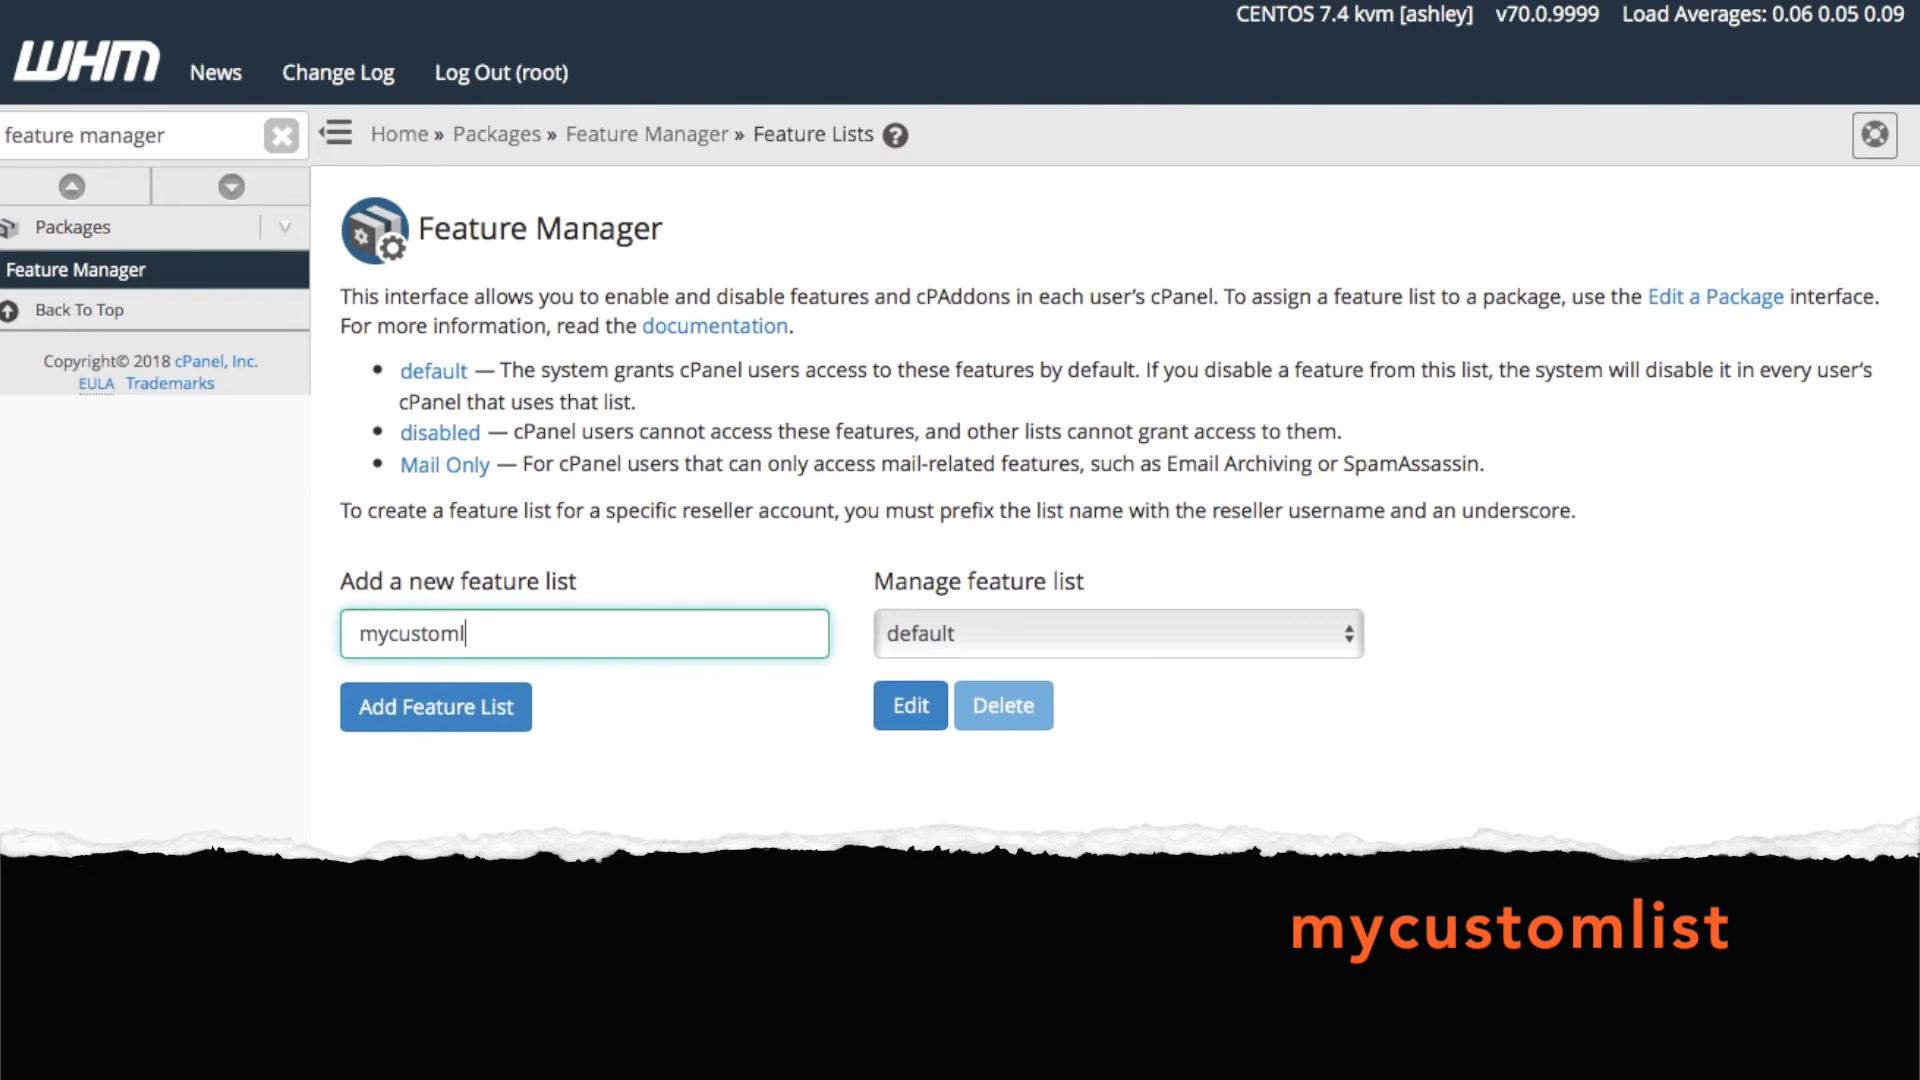 CENTOS 7.4 kvm [ashley] v70.0.9999 Load Averages: 0.06 0.05 0.09
WHM News Change Log Log Out (root)
feature manager
Home » Packages » Feature Manager » Feature Lists ?
Packages
Feature Manager
Back To Top
Copyright© 2018 cPanel, Inc.
EULA Trademarks
Feature Manager
This interface allows you to enable and disable features and cPAddons in each user’s cPanel. To assign a feature list to a package, use the Edit a Package interface.
For more information, read the documentation.
default — The system grants cPanel users access to these features by default. If you disable a feature from this list, the system will disable it in every user’s
cPanel that uses that list.
disabled — cPanel users cannot access these features, and other lists cannot grant access to them.
Mail Only — For cPanel users that can only access mail-related features, such as Email Archiving or SpamAssassin.
To create a feature list for a specific reseller account, you must prefix the list name with the reseller username and an underscore.
Add a new feature list
mycustoml
Add Feature List
Manage feature list
default
Edit Delete
mycustomlist